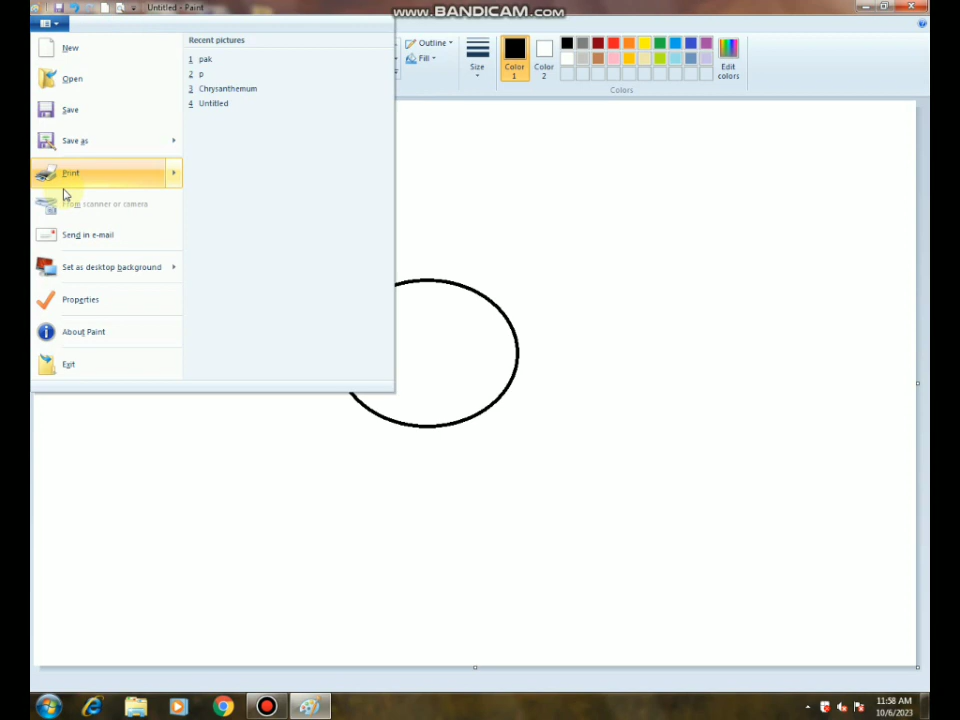 Untitled - Paint
www.BANDICAM.com
New
Open
Save
Save as
Print
From scanner or camera
Send in e-mail
Set as desktop background
Properties
About Paint
Exit
Recent pictures
1 pak
2 p
3 Chrysanthemum
4 Untitled
Outline
Fill
Size
Color 1
Color 2
Edit colors
Colors
11:58 AM
10/6/2023